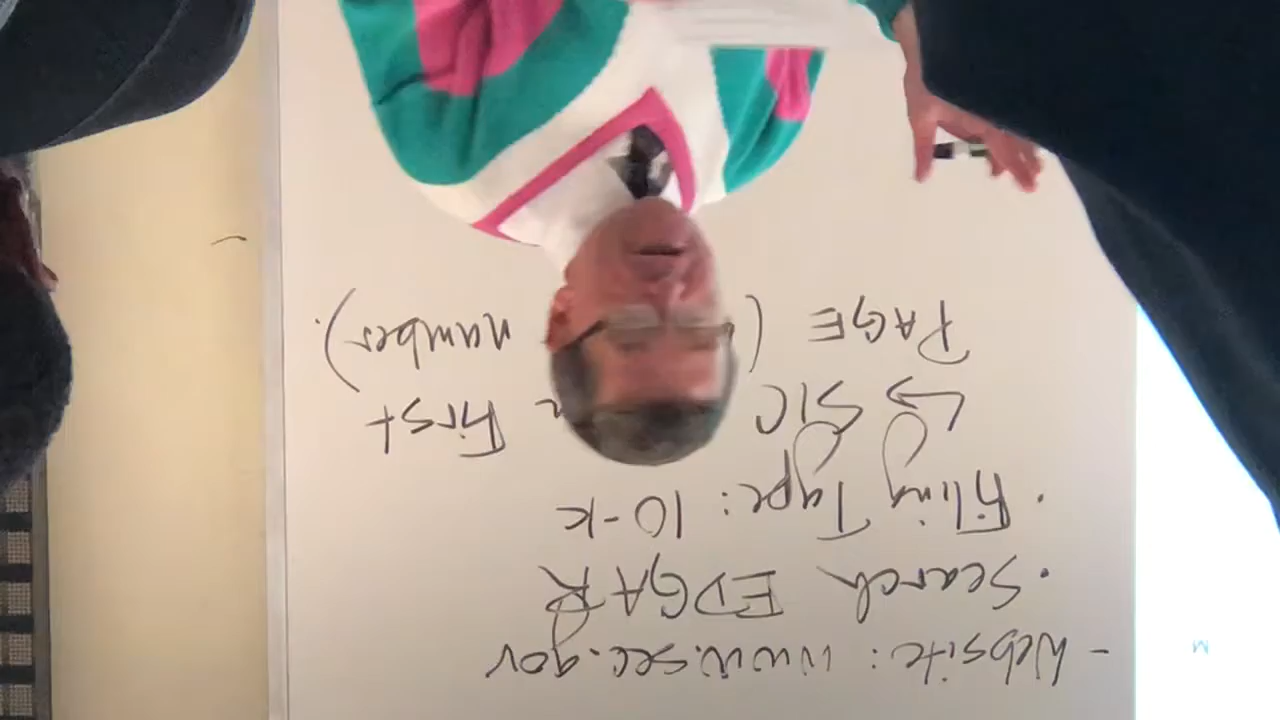 - Website: www.sec.gov
• Search EDGAR
• Filing Type: 10-K
↳ SIC First
PAGE ( number).
M